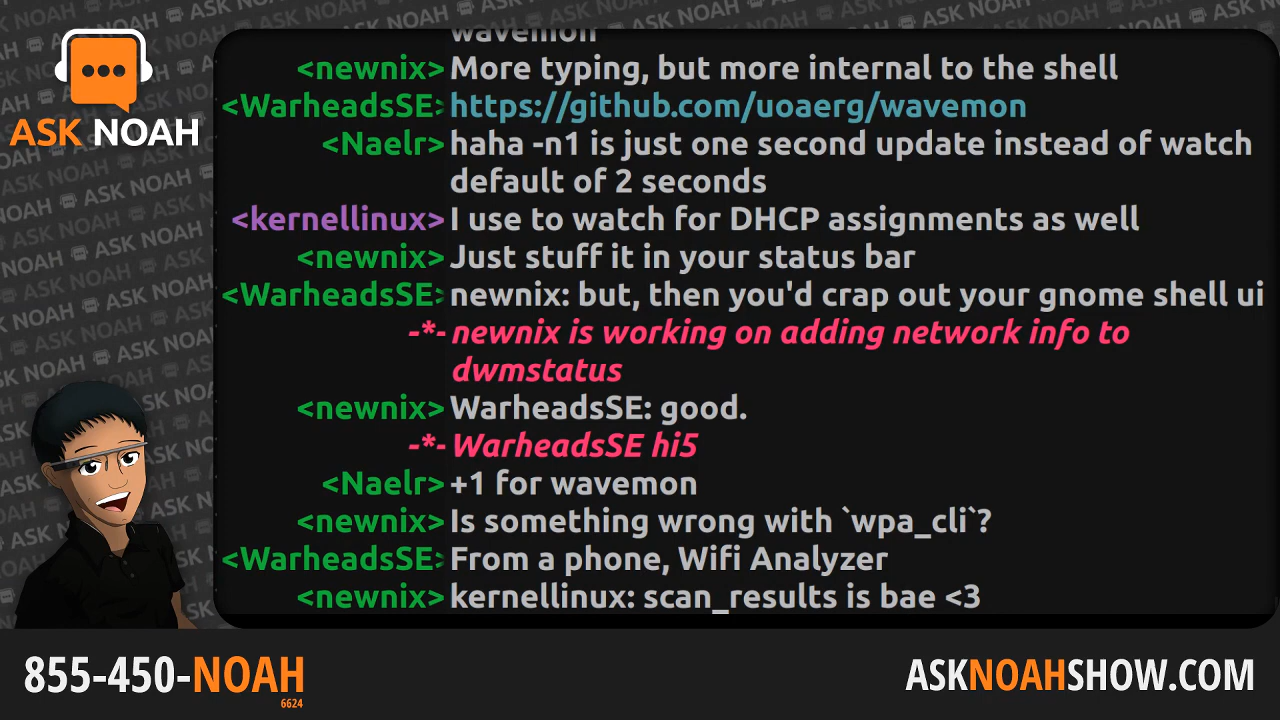 ASK NOAH
wavemon
<newnix> More typing, but more internal to the shell
<WarheadsSE> https://github.com/uoaerg/wavemon
<Naelr> haha -n1 is just one second update instead of watch
default of 2 seconds
<kernellinux> I use to watch for DHCP assignments as well
<newnix> Just stuff it in your status bar
<WarheadsSE> newnix: but, then you'd crap out your gnome shell ui
-*- newnix is working on adding network info to
dwmstatus
<newnix> WarheadsSE: good.
-*- WarheadsSE hi5
<Naelr> +1 for wavemon
<newnix> Is something wrong with `wpa_cli`?
<WarheadsSE> From a phone, Wifi Analyzer
<newnix> kernellinux: scan_results is bae <3
855-450-NOAH
6624
ASKNOAHSHOW.COM